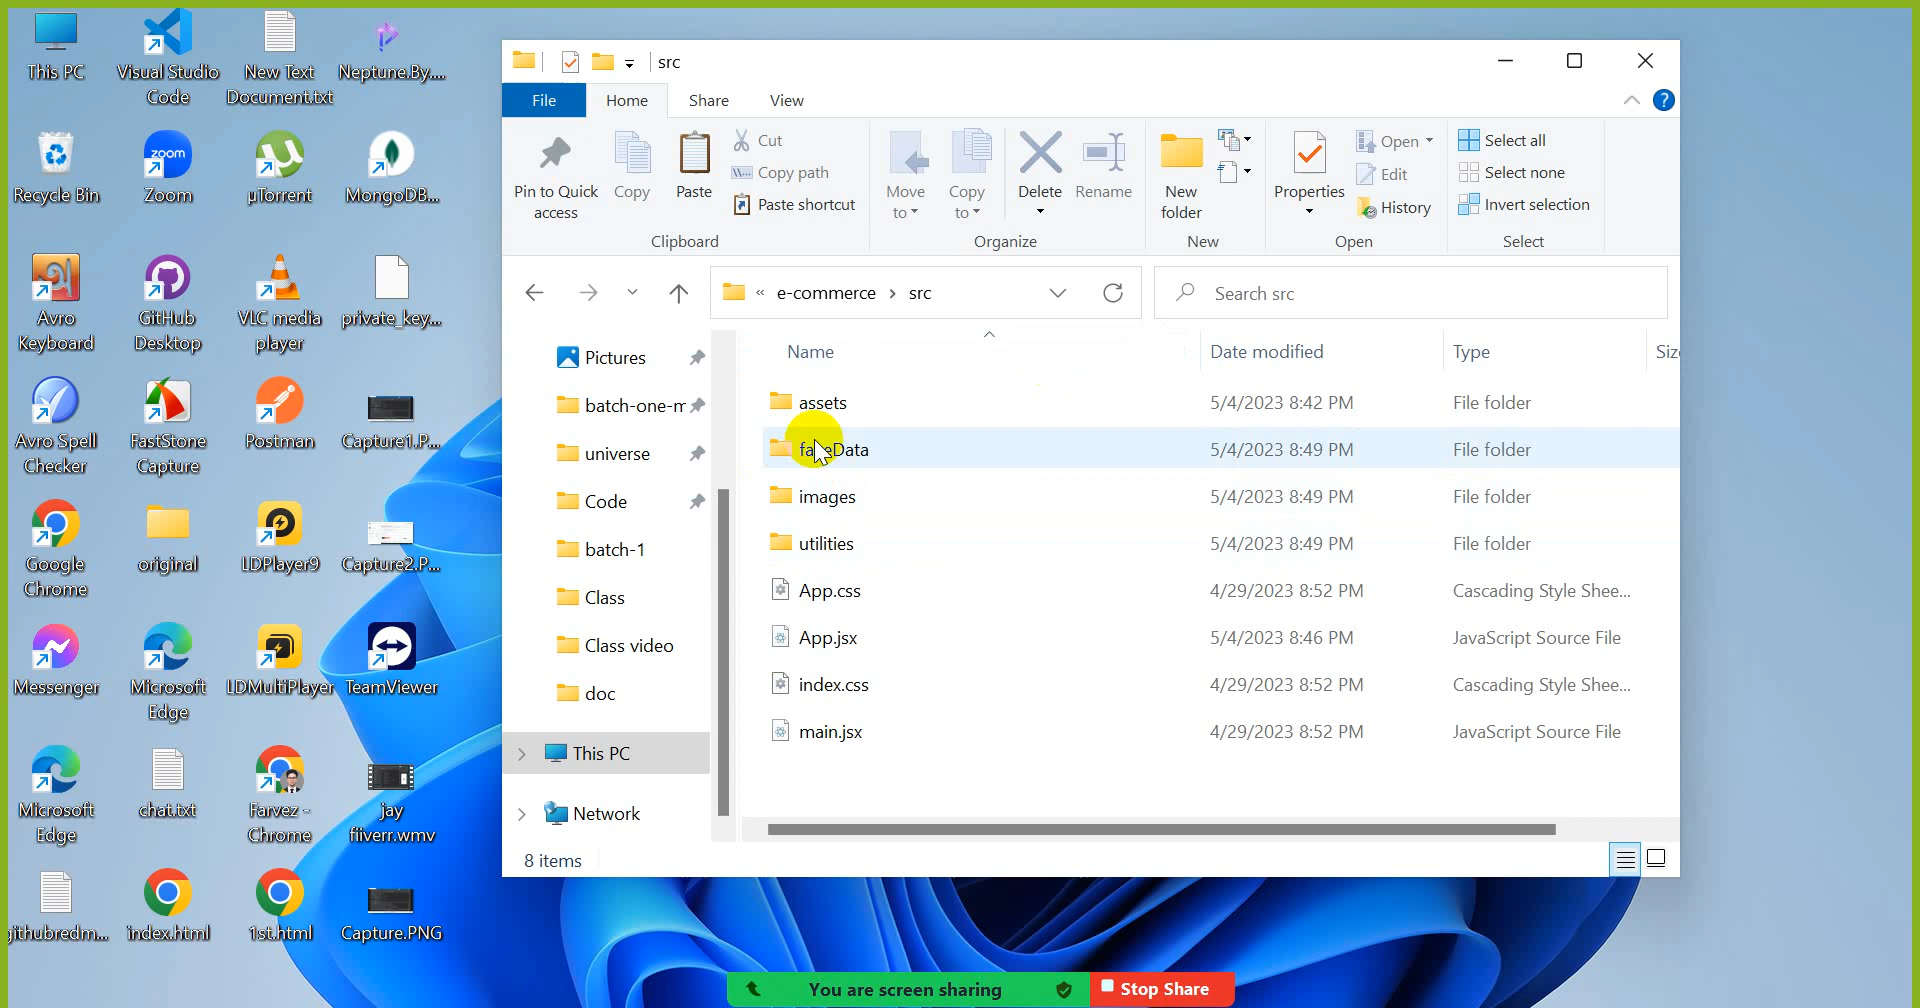 This PC
Visual Studio
Code
New Text
Document.txt
Neptune.By....
Recycle Bin
zoom
Zoom
µTorrent
MongoDB...
Avro
Keyboard
GitHub
Desktop
VLC media
player
private_key...
Avro Spell
Checker
FastStone
Capture
Postman
Capture1.P...
Google
Chrome
original
LDPlayer9
Capture2.P...
Messenger
Microsoft
Edge
LDMultiPlayer
TeamViewer
Microsoft
Edge
chat.txt
Farvez -
Chrome
jay
fiiverr.wmv
githubredm...
index.html
1st.html
Capture.PNG
src
File
Home
Share
View
?
Pin to Quick
access
Copy
Paste
Cut
Copy path
Paste shortcut
Clipboard
Move
to
Copy
to
Delete
Rename
Organize
New
folder
New
Properties
Open
Edit
History
Open
Select all
Select none
Invert selection
Select
« e-commerce > src
Search src
Pictures
batch-one-m
universe
Code
batch-1
Class
Class video
doc
This PC
Network
Name Date modified Type Siz
assets 5/4/2023 8:42 PM File folder
fakeData 5/4/2023 8:49 PM File folder
images 5/4/2023 8:49 PM File folder
utilities 5/4/2023 8:49 PM File folder
App.css 4/29/2023 8:52 PM Cascading Style Shee...
App.jsx 5/4/2023 8:46 PM JavaScript Source File
index.css 4/29/2023 8:52 PM Cascading Style Shee...
main.jsx 4/29/2023 8:52 PM JavaScript Source File
8 items
You are screen sharing
Stop Share